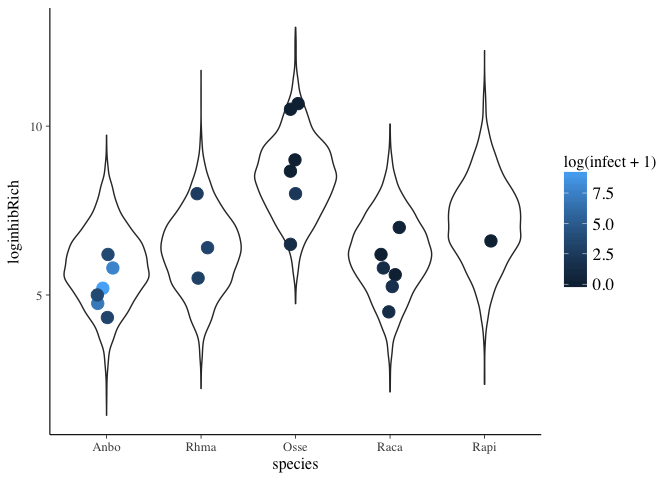 log(infect + 1)
7.5
5.0
2.5
0.0
loginhibRich
10
5
Anbo Rhma Osse Raca Rapi
species